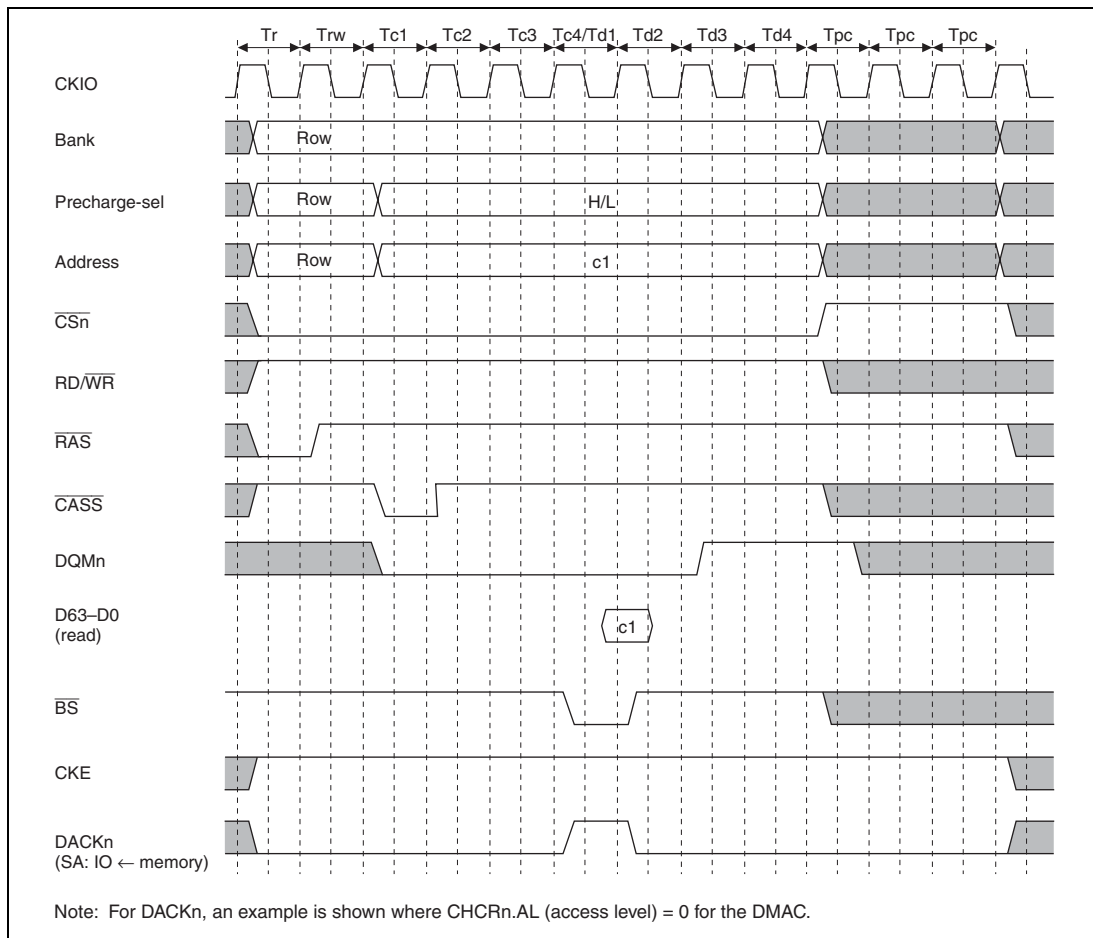 Tr Trw Tc1 Tc2 Tc3 Tc4/Td1 Td2 Td3 Td4 Tpc Tpc Tpc
CKIO
Bank Row
Precharge-sel Row H/L
Address Row c1
CSn
RD/WR
RAS
CASS
DQMn
D63–D0
(read) c1
BS
CKE
DACKn
(SA: IO ← memory)
Note: For DACKn, an example is shown where CHCRn.AL (access level) = 0 for the DMAC.